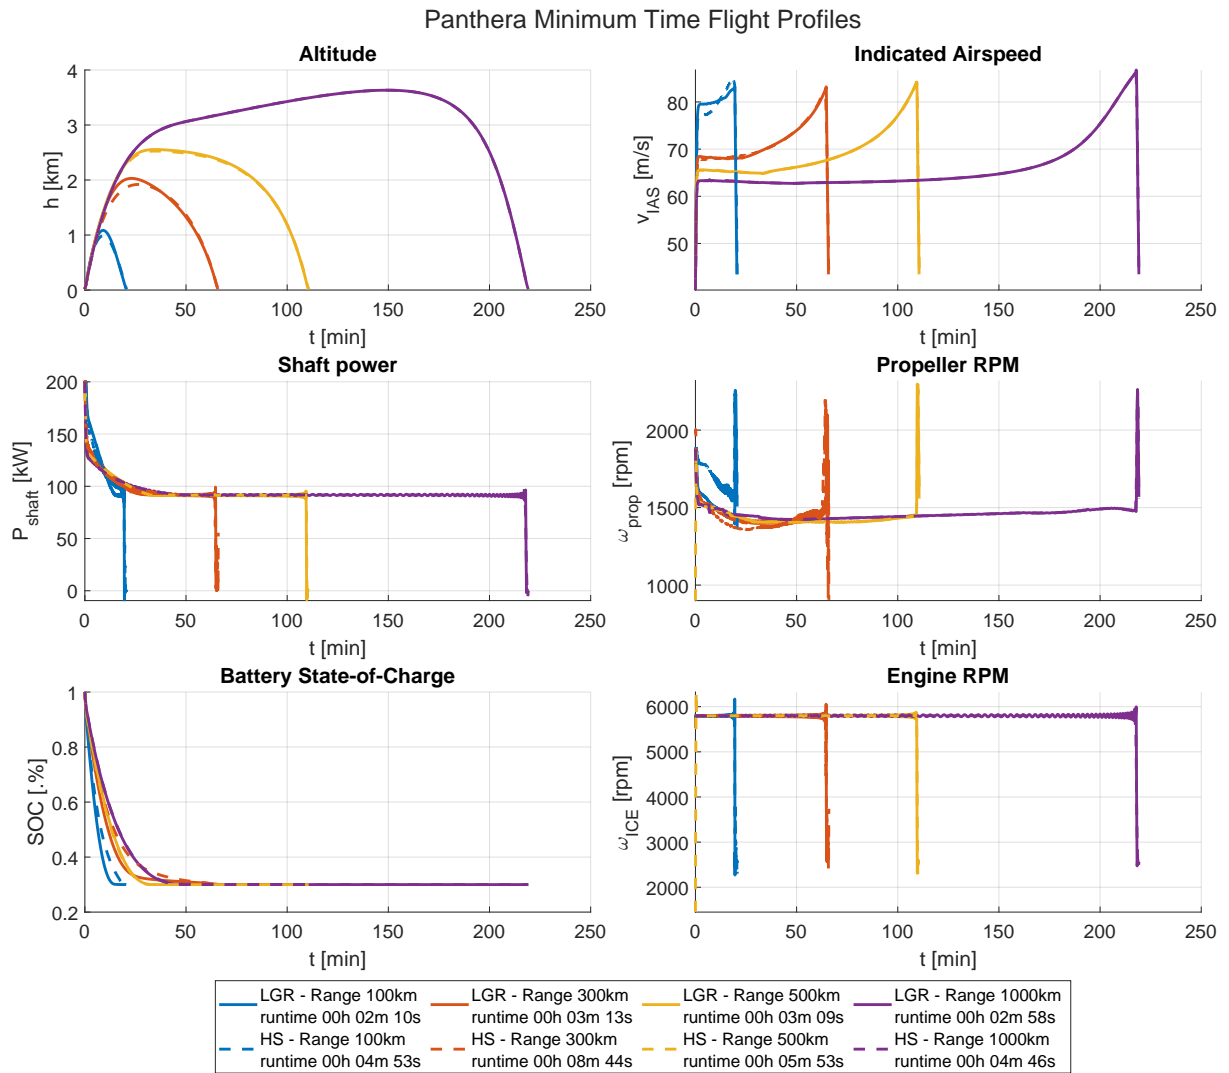 Panthera Minimum Time Flight Profiles
Altitude
h [km]
4
3
2
1
0
0 50 100 150 200 250
t [min]
Indicated Airspeed
v_IAS [m/s]
80
70
60
50
0 50 100 150 200 250
t [min]
Shaft power
P_shaft [kW]
200
150
100
50
0
0 50 100 150 200 250
t [min]
Propeller RPM
ω_prop [rpm]
2000
1500
1000
0 50 100 150 200 250
t [min]
Battery State-of-Charge
SOC [.%]
1
0.8
0.6
0.4
0.2
0 50 100 150 200 250
t [min]
Engine RPM
ω_ICE [rpm]
6000
5000
4000
3000
2000
0 50 100 150 200 250
t [min]
LGR - Range 100km
runtime 00h 02m 10s
HS - Range 100km
runtime 00h 04m 53s
LGR - Range 300km
runtime 00h 03m 13s
HS - Range 300km
runtime 00h 08m 44s
LGR - Range 500km
runtime 00h 03m 09s
HS - Range 500km
runtime 00h 05m 53s
LGR - Range 1000km
runtime 00h 02m 58s
HS - Range 1000km
runtime 00h 04m 46s